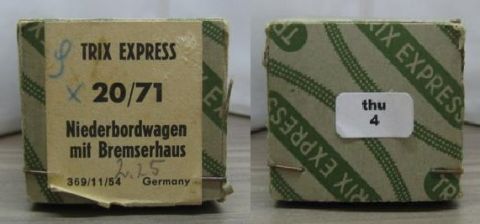 TRIX EXPRESS
x 20/71
Niederbordwagen
mit Bremserhaus
2.25
369/11/54 Germany
TRIX EXPRESS
thu
4
TRIX EXPRESS